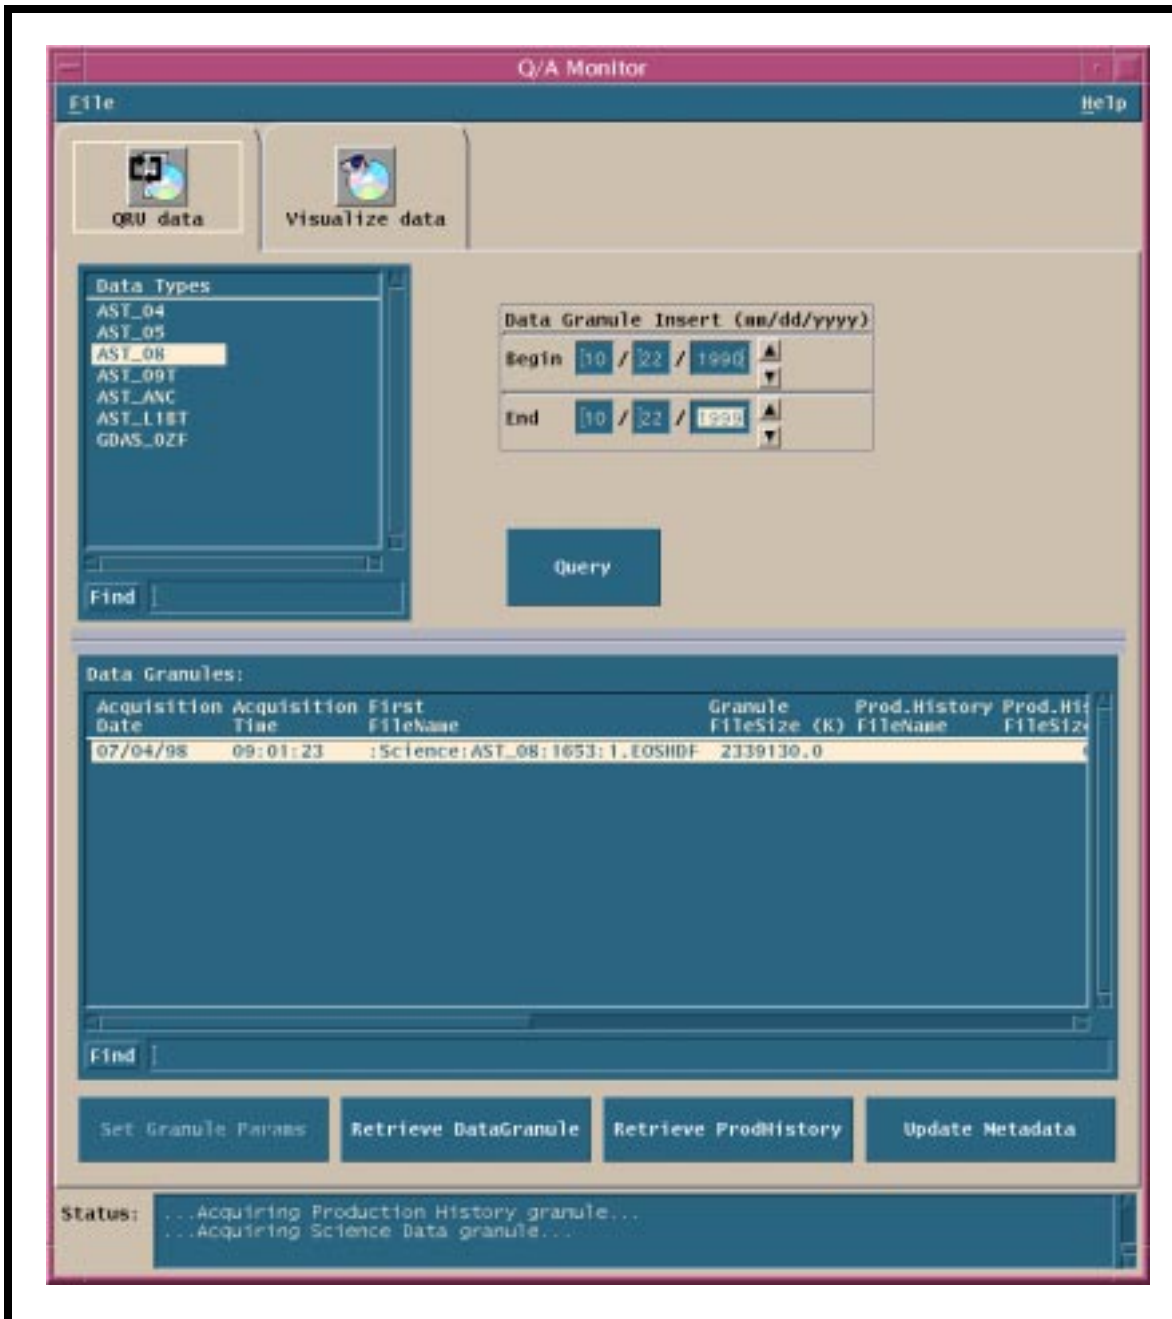 Q/A Monitor
File Help
QRU data
Visualize data
Data Types
AST_04
AST_05
AST_08
AST_09T
AST_ANC
AST_L1BT
GDAS_0ZF
Find
Data Granule Insert (mm/dd/yyyy)
Begin 10 / 22 / 1990
End 10 / 22 / 1998
Query
Data Granules:
Acquisition Acquisition First Granule Prod.History Prod.His
Date Time FileName FileSize (K) FileName FileSize
07/04/98 09:01:23 :Science:AST_08:1653:1.EOSHDF 2339130.0
Find
Set Granule Params
Retrieve DataGranule
Retrieve ProdHistory
Update Metadata
Status: ...Acquiring Production History granule...
...Acquiring Science Data granule...